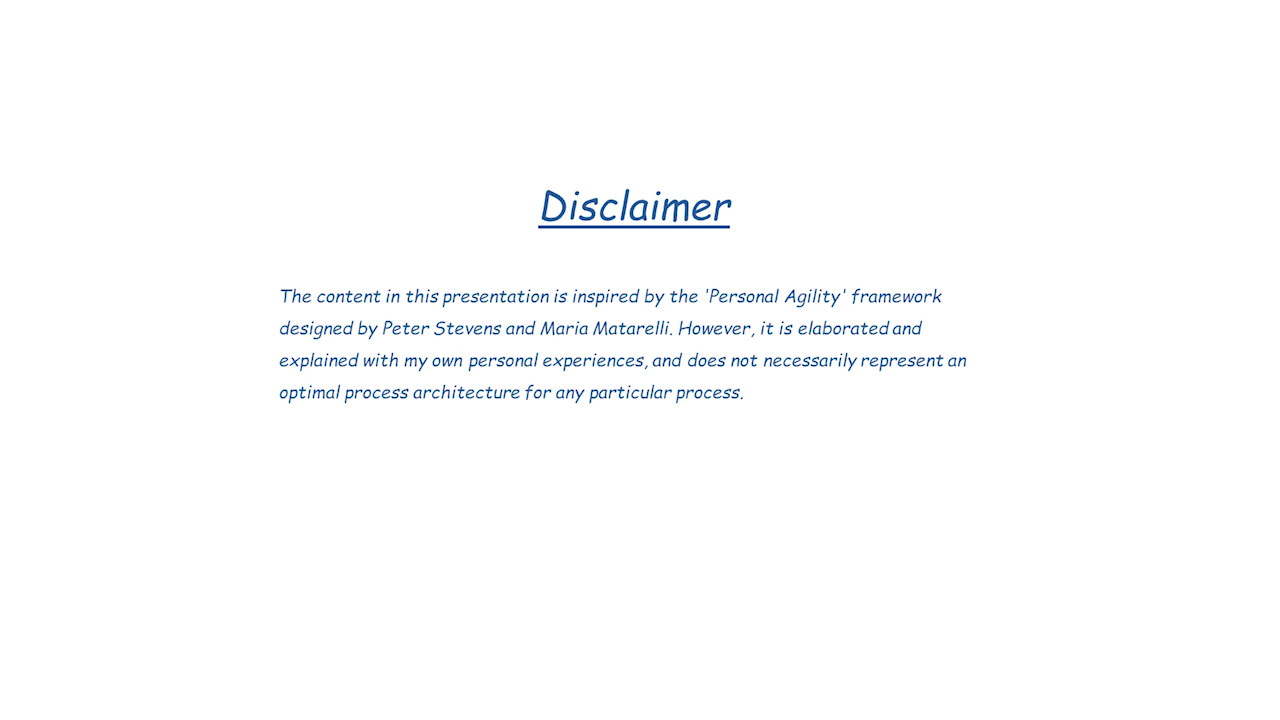 Disclaimer
The content in this presentation is inspired by the 'Personal Agility' framework
designed by Peter Stevens and Maria Matarelli. However, it is elaborated and
explained with my own personal experiences, and does not necessarily represent an
optimal process architecture for any particular process.